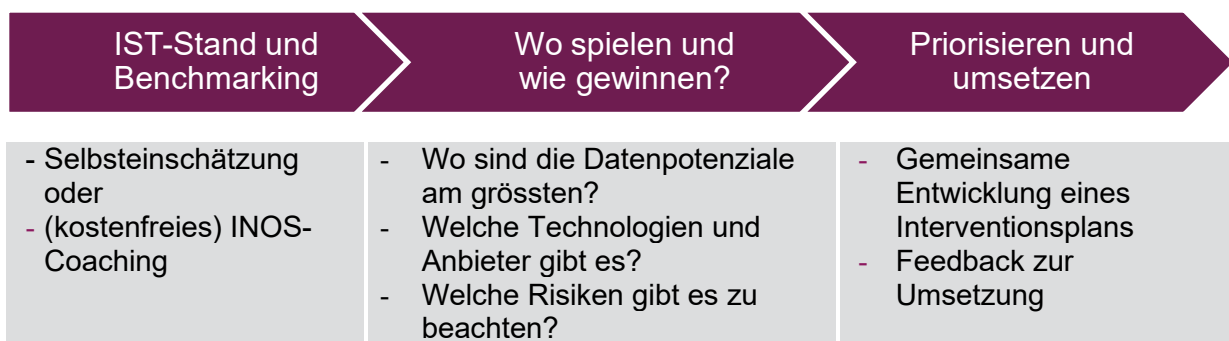 IST-Stand und
Benchmarking
Wo spielen und
wie gewinnen?
Priorisieren und
umsetzen
- Selbsteinschätzung
oder
- (kostenfreies) INOS-
Coaching
- Wo sind die Datenpotenziale
am grössten?
- Welche Technologien und
Anbieter gibt es?
- Welche Risiken gibt es zu
beachten?
- Gemeinsame
Entwicklung eines
Interventionsplans
- Feedback zur
Umsetzung